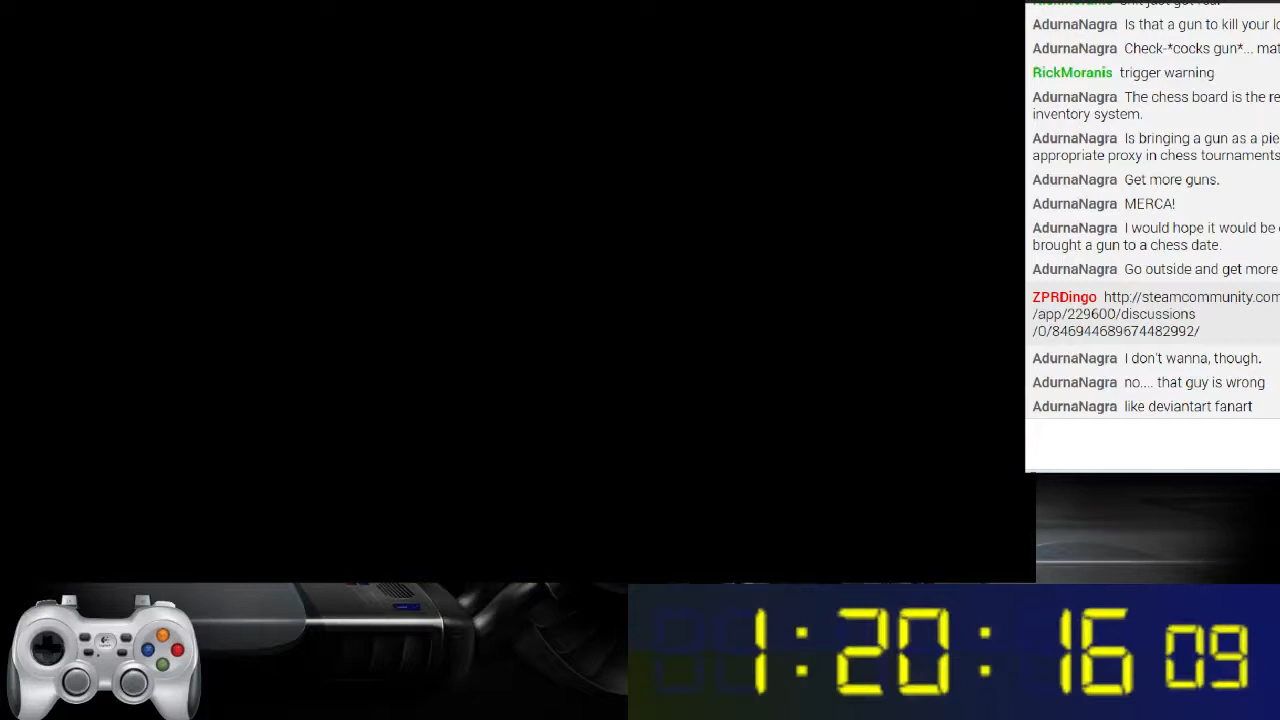 AdurnaNagra Is that a gun to kill your
AdurnaNagra Check-*cocks gun*... mat
RickMoranis trigger warning
AdurnaNagra The chess board is the re
inventory system.
AdurnaNagra Is bringing a gun as a pie
appropriate proxy in chess tournaments
AdurnaNagra Get more guns.
AdurnaNagra MERCA!
AdurnaNagra I would hope it would be
brought a gun to a chess date.
AdurnaNagra Go outside and get more
ZPRDingo http://steamcommunity.com
/app/229600/discussions
/0/846944689674482992/
AdurnaNagra I don't wanna, though.
AdurnaNagra no.... that guy is wrong
AdurnaNagra like deviantart fanart
1:20:16 09